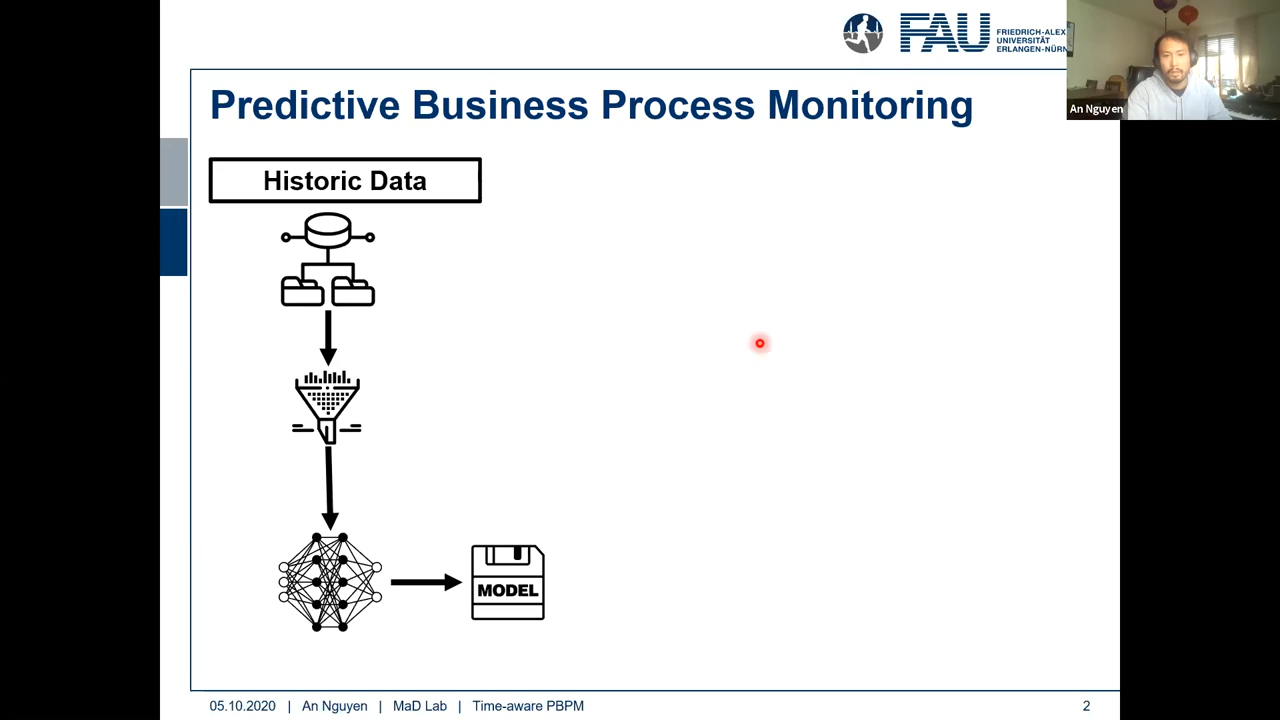 FAU
FRIEDRICH-ALEX
UNIVERSITÄT
ERLANGEN-NÜRN
An Nguyen
Predictive Business Process Monitoring
Historic Data
MODEL
05.10.2020 | An Nguyen | MaD Lab | Time-aware PBPM
2